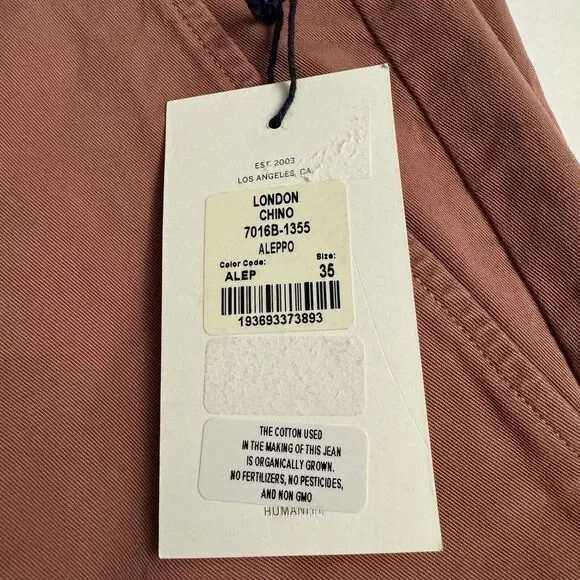 EST. 2003
LOS ANGELES, CA
LONDON
CHINO
7016B-1355
ALEPPO
Color Code: Size:
ALEP 35
193693373893
THE COTTON USED
IN THE MAKING OF THIS JEAN
IS ORGANICALLY GROWN.
NO FERTILIZERS, NO PESTICIDES,
AND NON GMO